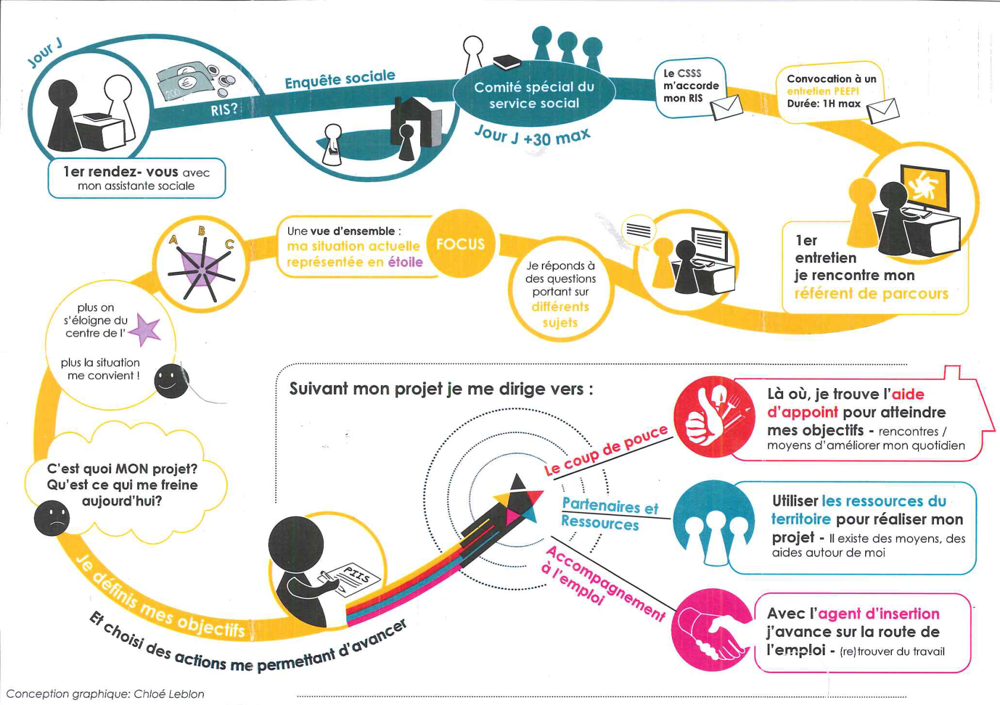 Jour J
200
RIS?
1er rendez- vous avec
mon assistante sociale
Enquête sociale
Comité spécial du
service social
Jour J +30 max
Le CSSS
m'accorde
mon RIS
Convocation à un
entretien PEEPI
Durée: 1H max
1er
entretien
je rencontre mon
référent de parcours
Je réponds à
des questions
portant sur
différents
sujets
FOCUS
Une vue d'ensemble :
ma situation actuelle
représentée en étoile
A
B
C
plus on
s'éloigne du
centre de l'
plus la situation
me convient !
C'est quoi MON projet?
Qu'est ce qui me freine
aujourd'hui?
Je définis mes objectifs
Et choisi des actions me permettant d'avancer
PIIS
Suivant mon projet je me dirige vers :
Le coup de pouce
Là où, je trouve l'aide
d'appoint pour atteindre
mes objectifs - rencontres /
moyens d'améliorer mon quotidien
Partenaires et
Ressources
Utiliser les ressources du
territoire pour réaliser mon
projet - Il existe des moyens, des
aides autour de moi
Accompagnement
à l'emploi
Avec l'agent d'insertion
j'avance sur la route de
l'emploi - (re)trouver du travail
Conception graphique: Chloé Leblon